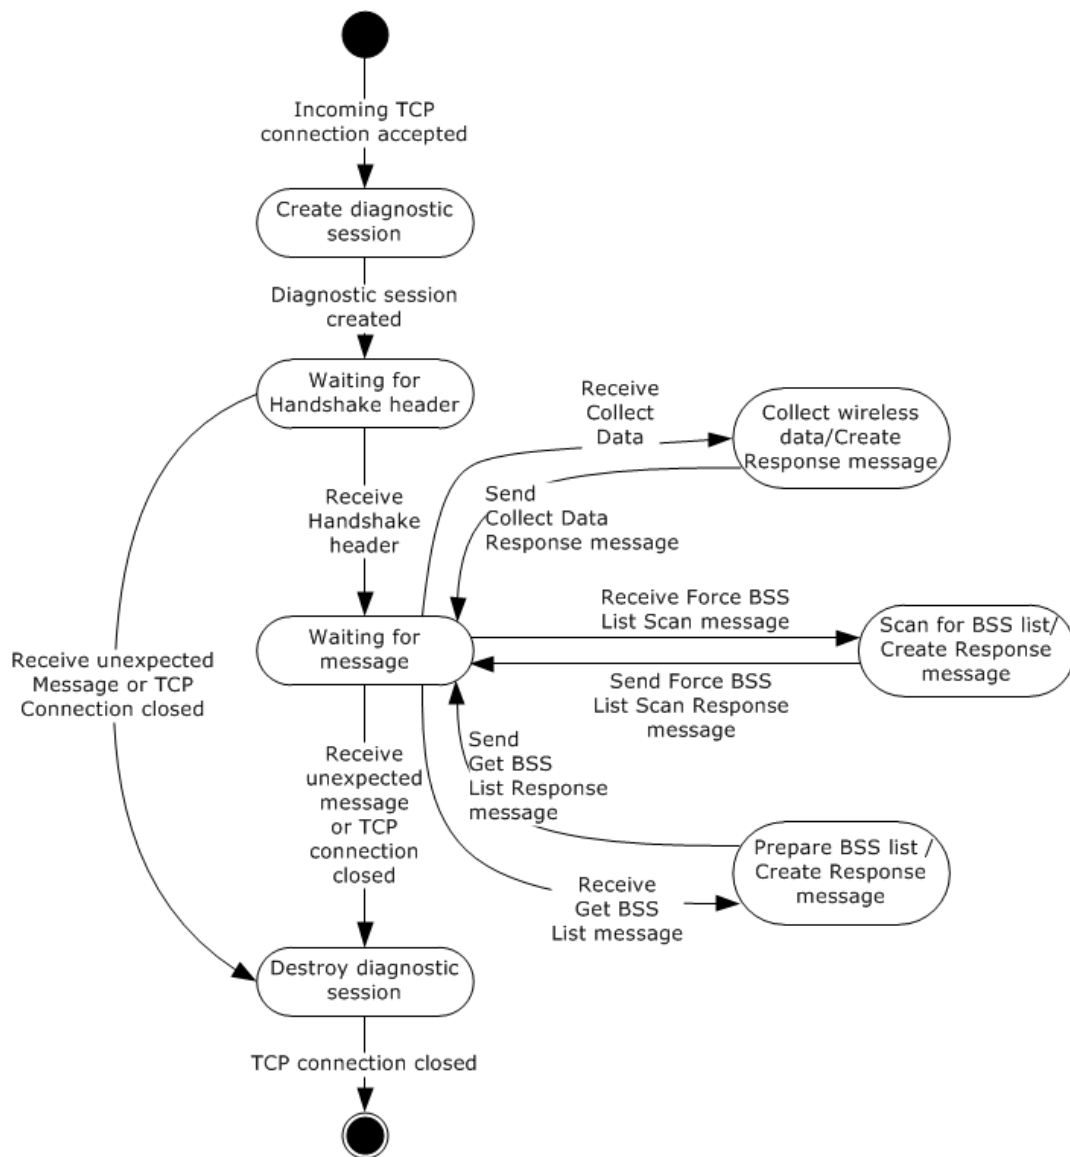 Incoming TCP
connection accepted
Create diagnostic
session
Diagnostic session
created
Waiting for
Handshake header
Receive
Collect
Data
Collect wireless
data/Create
Response message
Receive
Handshake
header
Send
Collect Data
Response message
Waiting for
message
Receive Force BSS
List Scan message
Scan for BSS list/
Create Response
message
Send Force BSS
List Scan Response
message
Receive unexpected
Message or TCP
Connection closed
Receive
unexpected
message
or TCP
connection
closed
Send
Get BSS
List Response
message
Prepare BSS list /
Create Response
message
Receive
Get BSS
List message
Destroy diagnostic
session
TCP connection closed